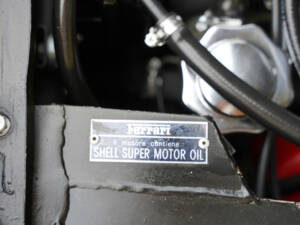 Ferrari
il motore contiene:
SHELL SUPER MOTOR OIL